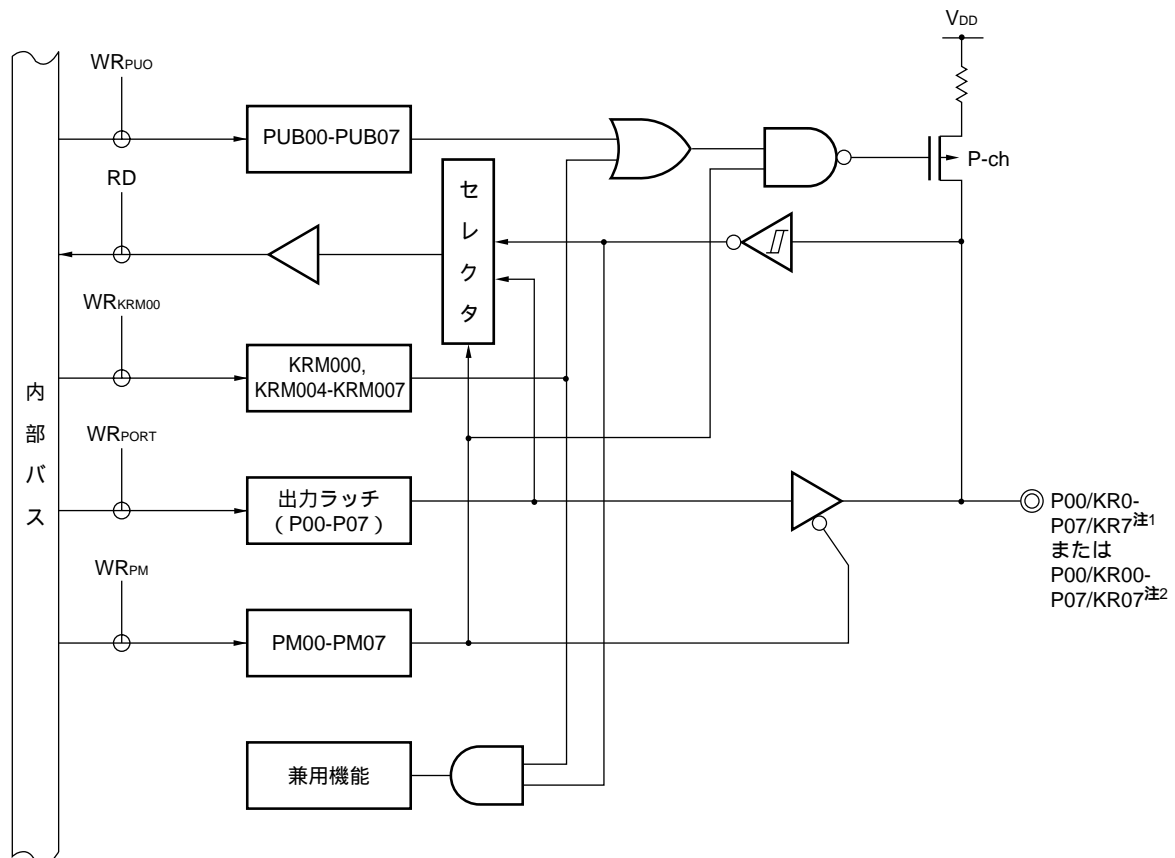 VDD
WRPUO
PUB00-PUB07
P-ch
RD
セレクタ
WRKRM00
KRM000,
KRM004-KRM007
内部バス
WRPORT
出力ラッチ
（P00-P07）
P00/KR0-
P07/KR7注1
または
P00/KR00-
P07/KR07注2
WRPM
PM00-PM07
兼用機能